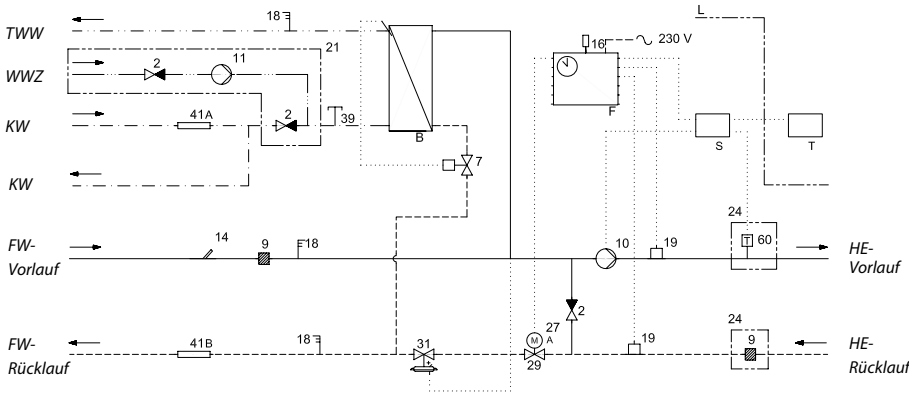 L
18
TWW
21
16
230 V
WWZ
2
11
F
KW
41A
2
39
B
S
T
7
KW
24
14
9
18
10
19
60
FW-
Vorlauf
HE-
Vorlauf
2
24
41B
18
31
27
M
A
19
9
29
FW-
Rücklauf
HE-
Rücklauf
T